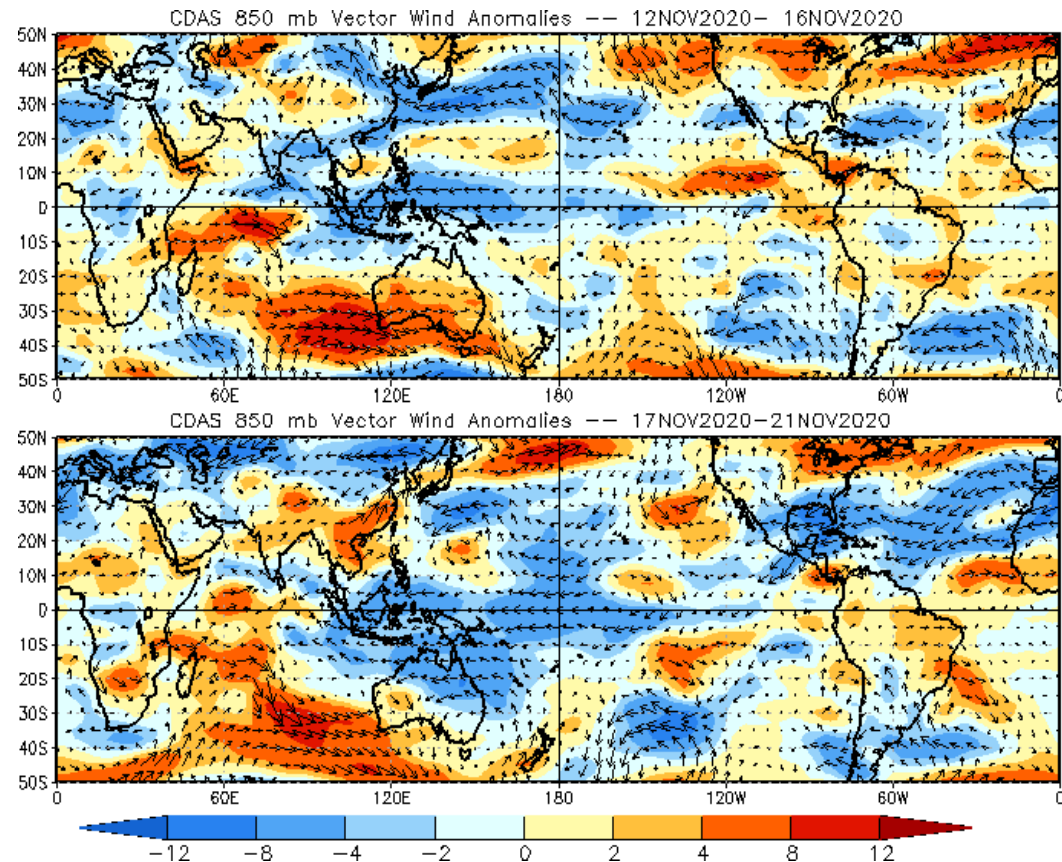 CDAS 850 mb Vector Wind Anomalies -- 12NOV2020- 16NOV2020
50N
40N
30N
20N
10N
0
10S
20S
30S
40S
50S
0 60E 120E 180 120W 60W 0
CDAS 850 mb Vector Wind Anomalies -- 17NOV2020-21NOV2020
50N
40N
30N
20N
10N
0
10S
20S
30S
40S
50S
0 60E 120E 180 120W 60W 0
-12 -8 -4 -2 0 2 4 8 12